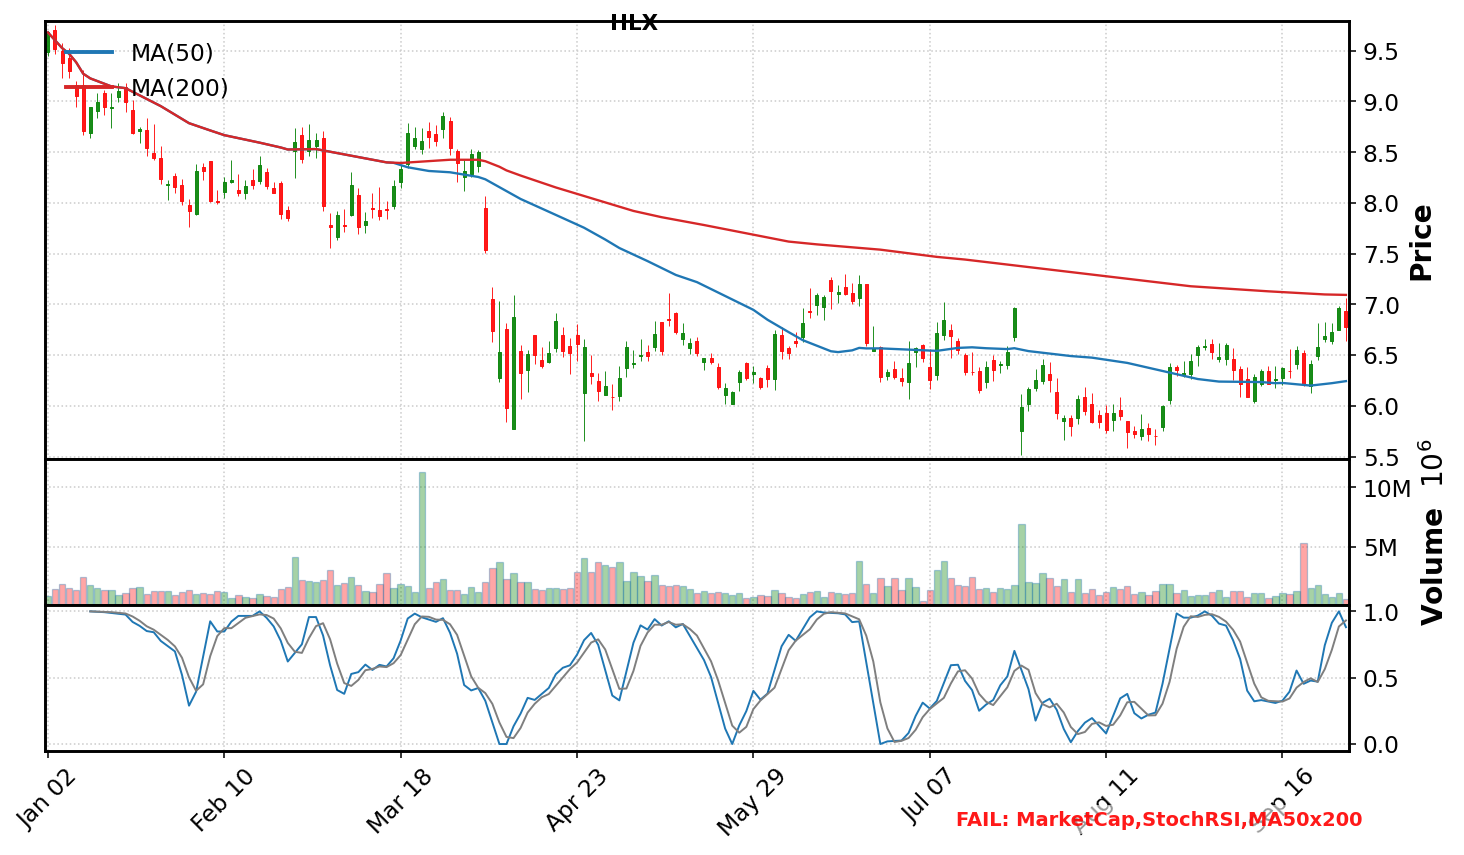 HLX
MA(50)
MA(200)
9.5
9.0
8.5
8.0
7.5
7.0
6.5
6.0
5.5
Price
10M
5M
Volume 10^6
1.0
0.5
0.0
Jan 02
Feb 10
Mar 18
Apr 23
May 29
Jul 07
Aug 11
Sep 16
FAIL: MarketCap,StochRSI,MA50x200